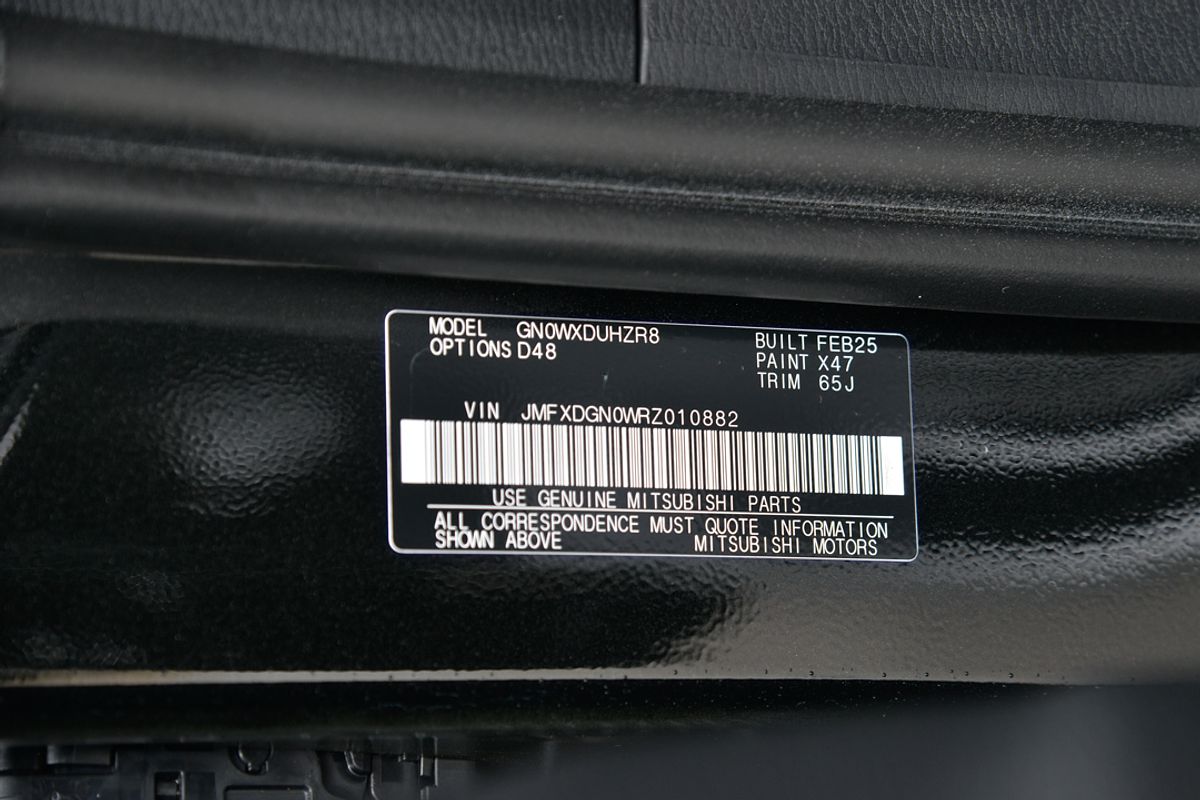 MODEL GN0WXDUHZR8 BUILT FEB25
OPTIONS D48 PAINT X47
TRIM 65J
VIN JMFXDGN0WRZ010882
USE GENUINE MITSUBISHI PARTS
ALL CORRESPONDENCE MUST QUOTE INFORMATION
SHOWN ABOVE MITSUBISHI MOTORS